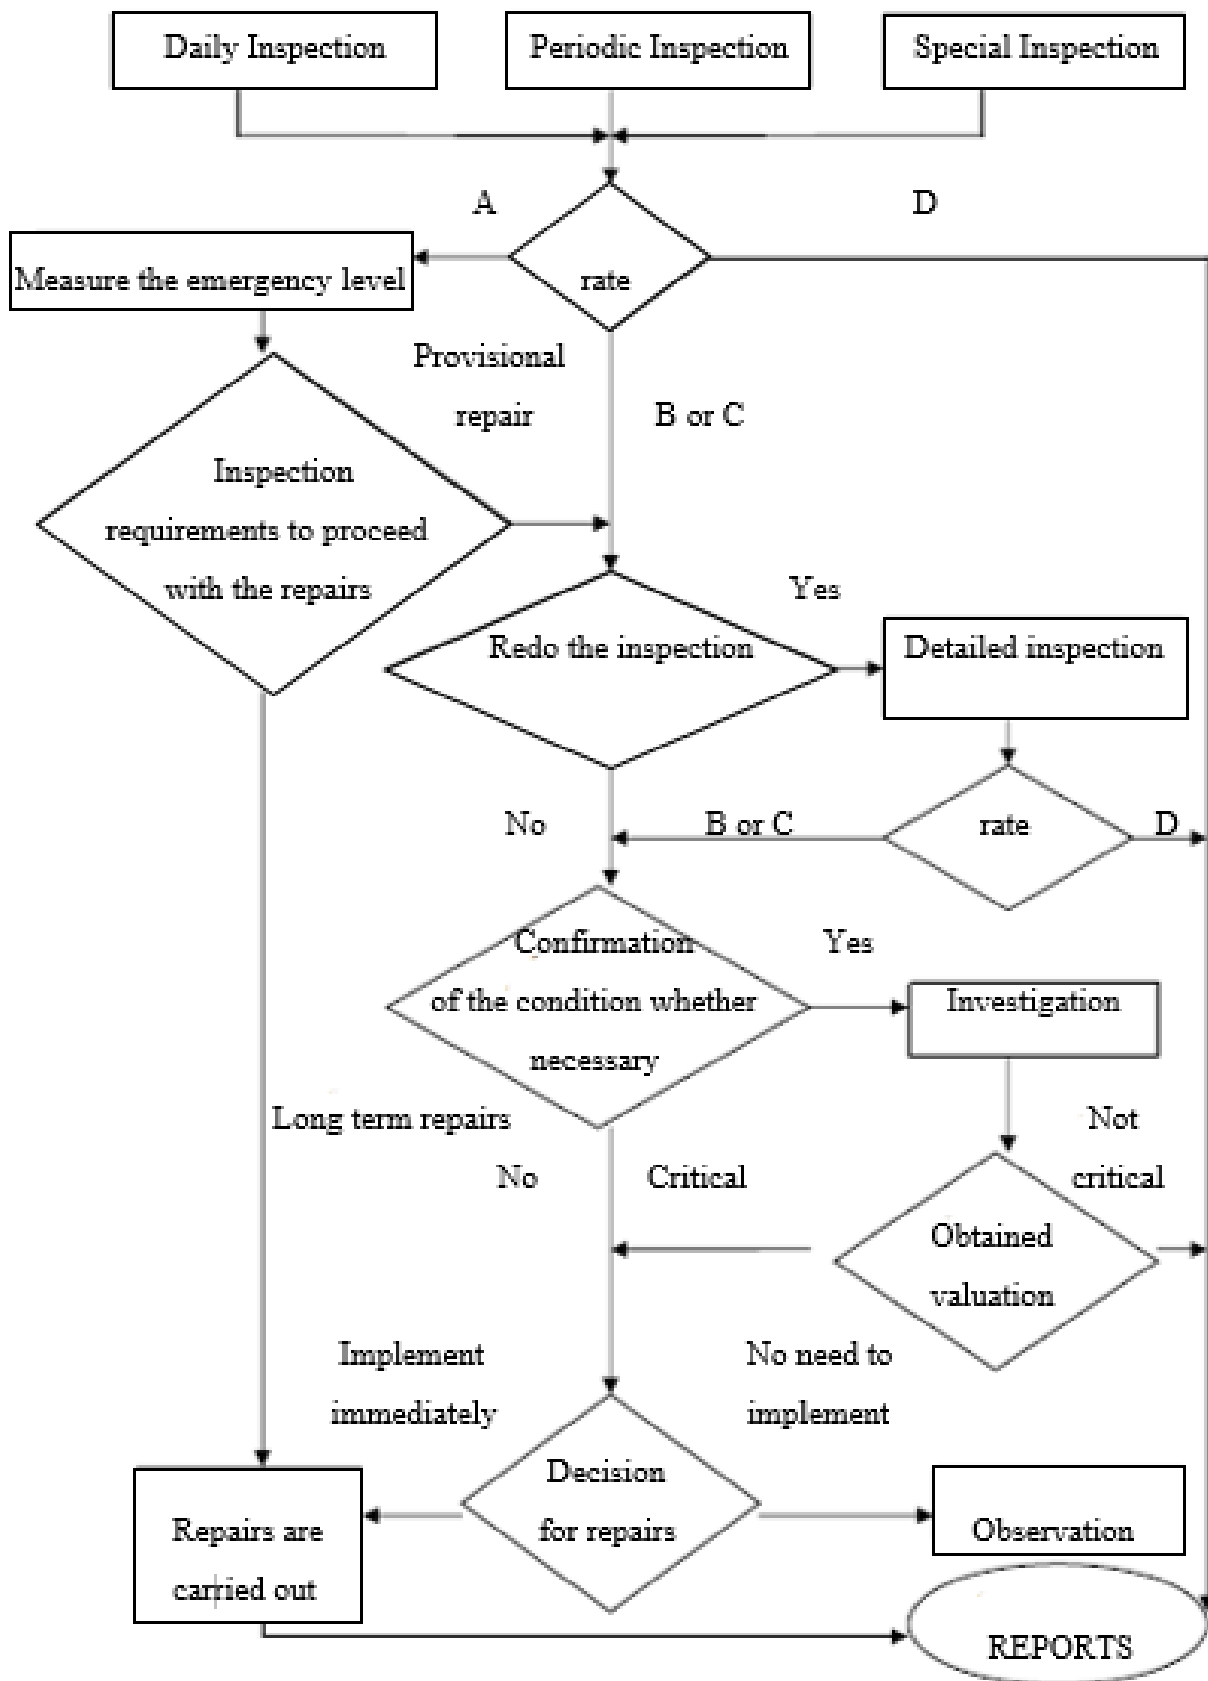 Daily Inspection
Periodic Inspection
Special Inspection
A
D
rate
Measure the emergency level
Provisional
repair
B or C
Inspection
requirements to proceed
with the repairs
Yes
Redo the inspection
Detailed inspection
No
B or C
rate
D
Confirmation
of the condition whether
necessary
Yes
Investigation
Long term repairs
No
Critical
Not
critical
Obtained
valuation
Implement
immediately
No need to
implement
Decision
for repairs
Repairs are
carried out
Observation
REPORTS